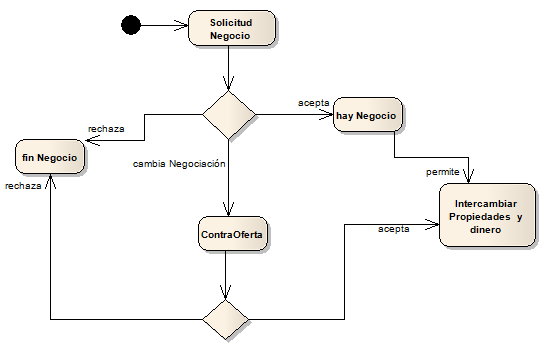 Solicitud
Negocio
acepta
hay Negocio
rechaza
fin Negocio
cambia Negociación
permite
rechaza
Intercambiar
Propiedades y
dinero
ContraOferta
acepta